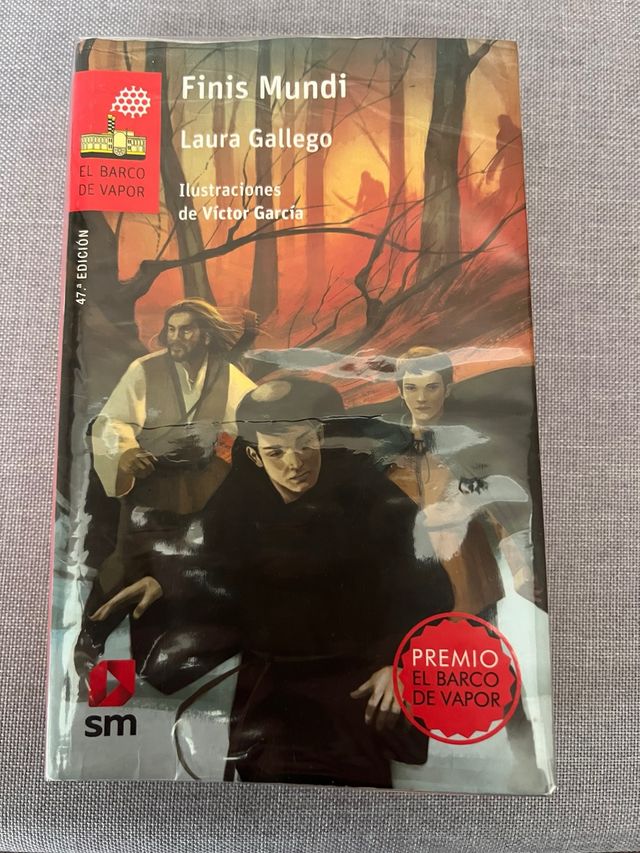 Finis Mundi
Laura Gallego
Ilustraciones
de Víctor García
EL BARCO
DE VAPOR
47.ª EDICIÓN
PREMIO
EL BARCO
DE VAPOR
sm